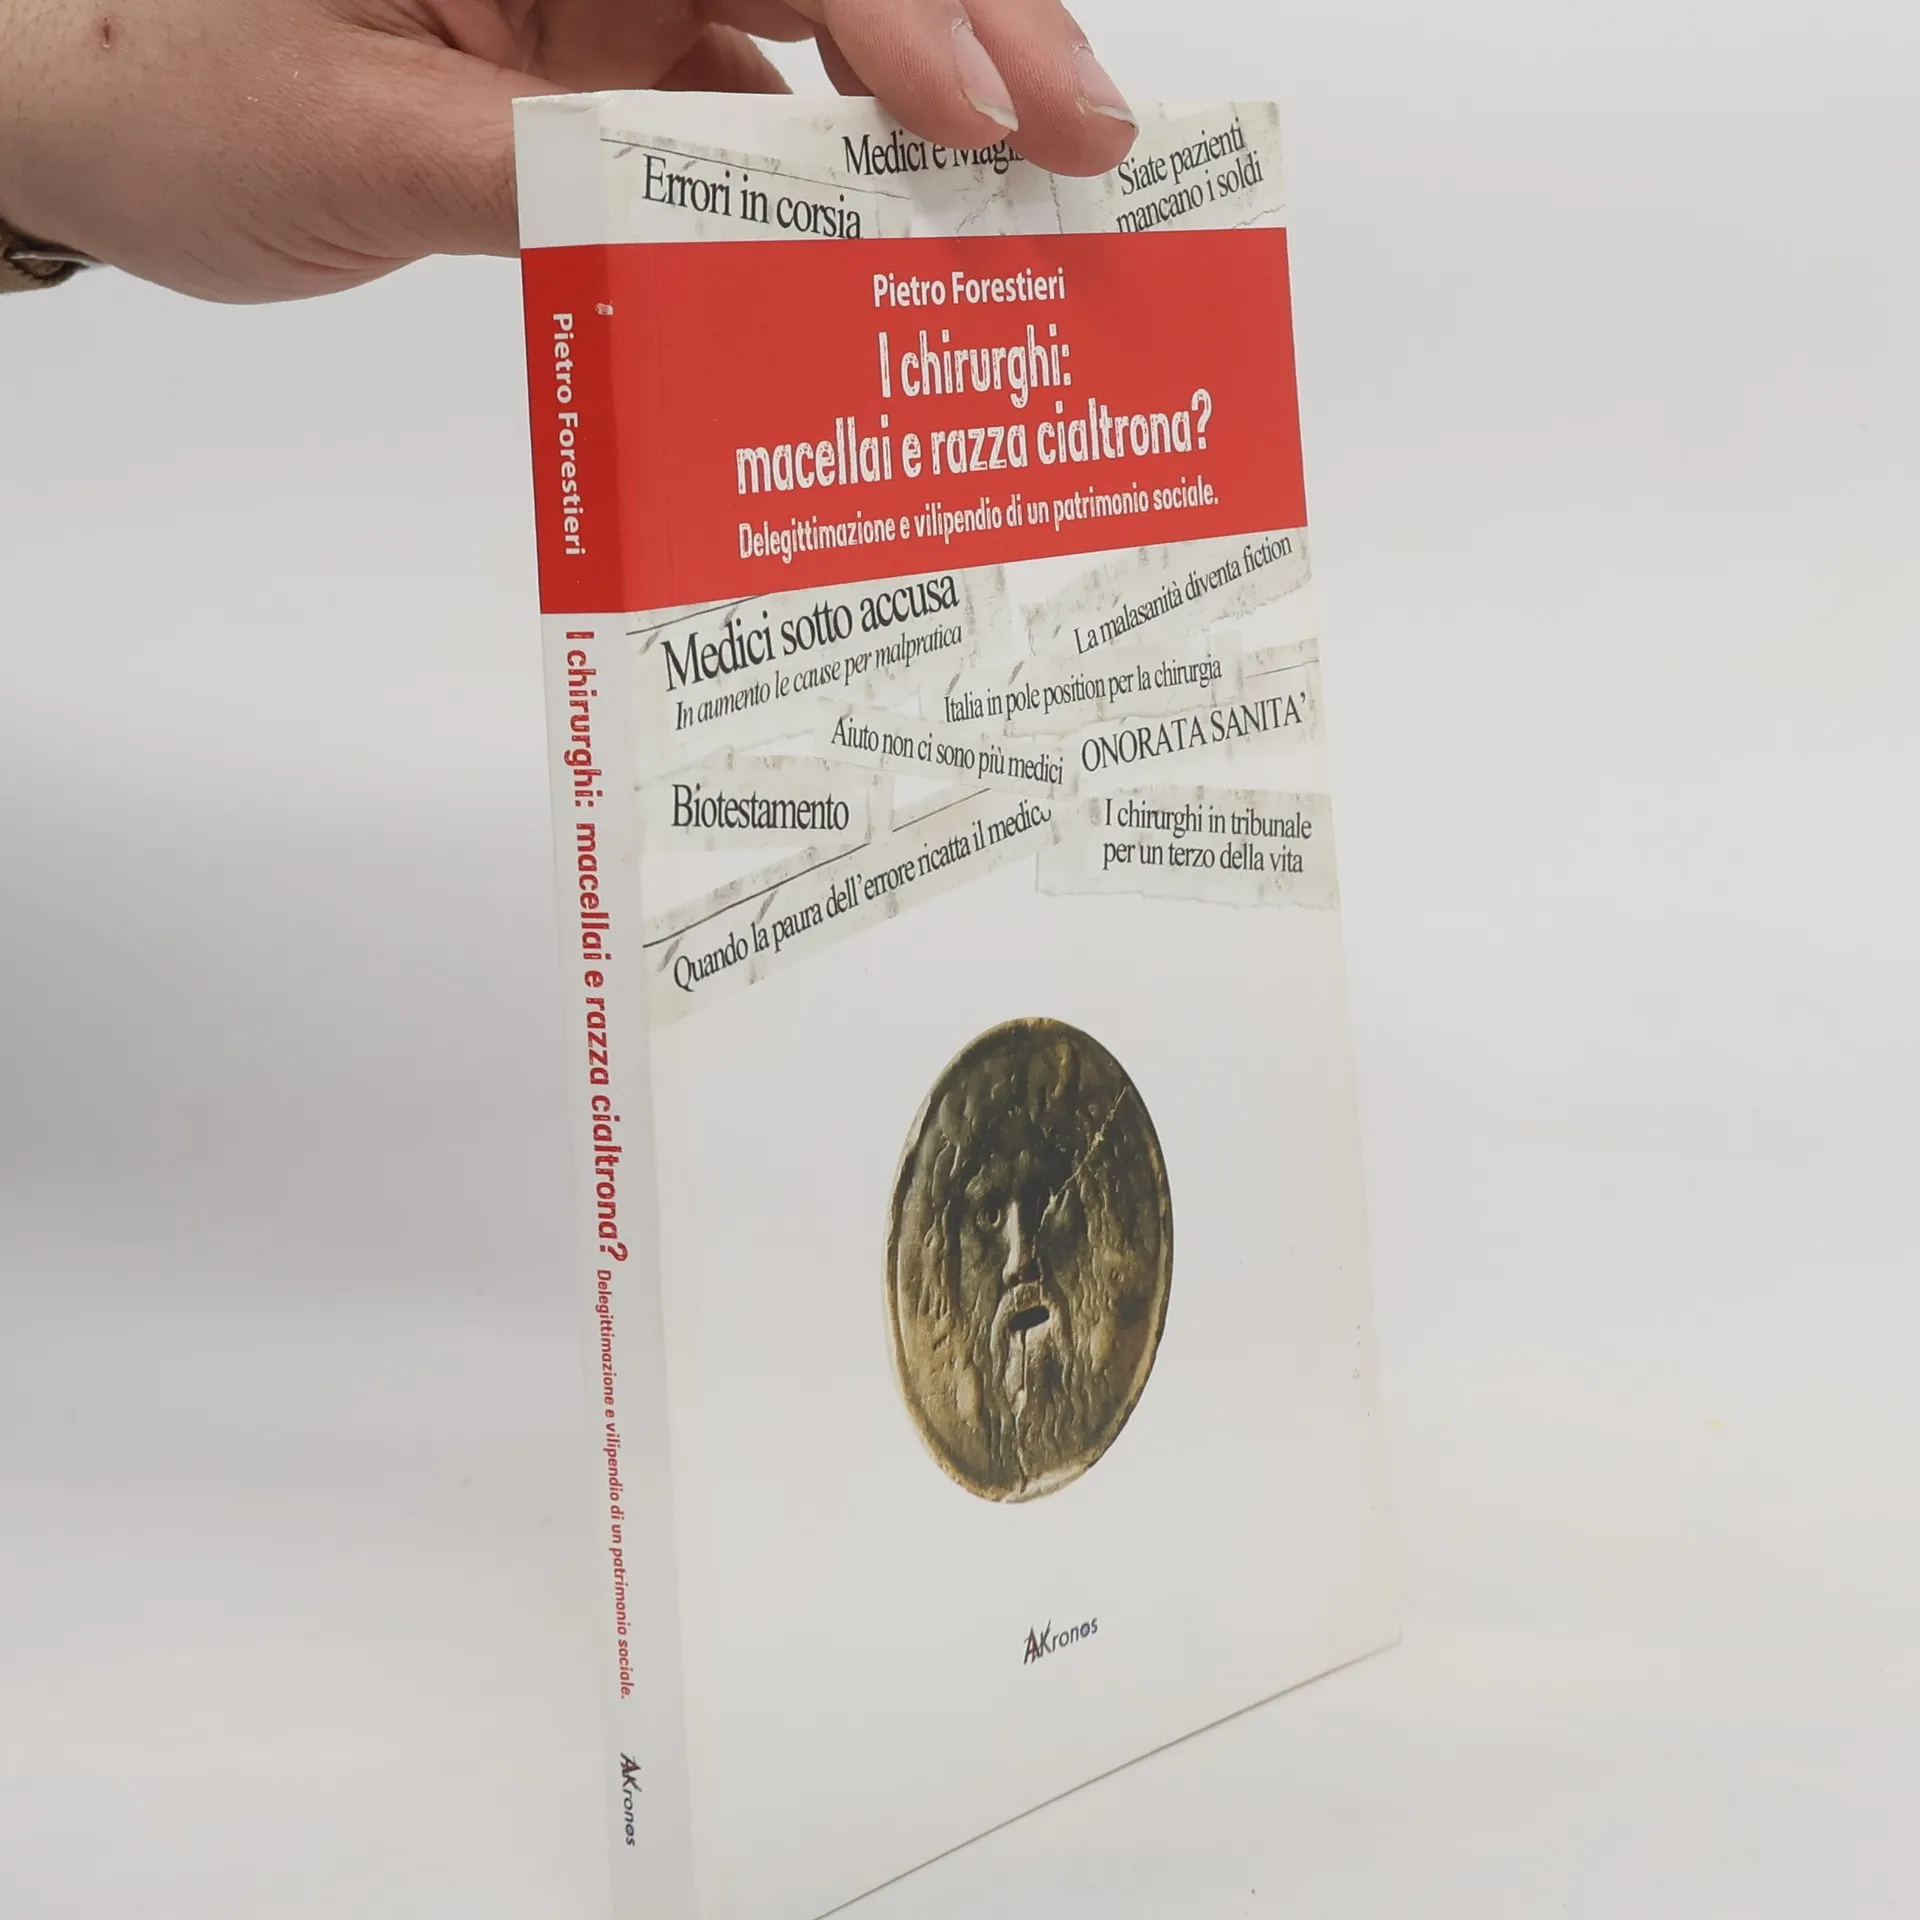 Medici e
Errori in corsia
Siate pazienti
mancano i soldi
Pietro Forestieri
I chirurghi:
macellai e razza cialtrona?
Delegittimazione e vilipendio di un patrimonio sociale.
Medici sotto accusa
In aumento le cause per malpratica
La malasanità diventa fiction
Italia in pole position per la chirurgia
Aiuto non ci sono più medici
ONORATA SANITA'
Biotestamento
Quando la paura dell'errore ricatta il medico
I chirurghi in tribunale
per un terzo della vita
AKronos
Pietro Forestieri
I chirurghi: macellai e razza cialtrona? Delegittimazione e vilipendio di un patrimonio sociale.
AKronos